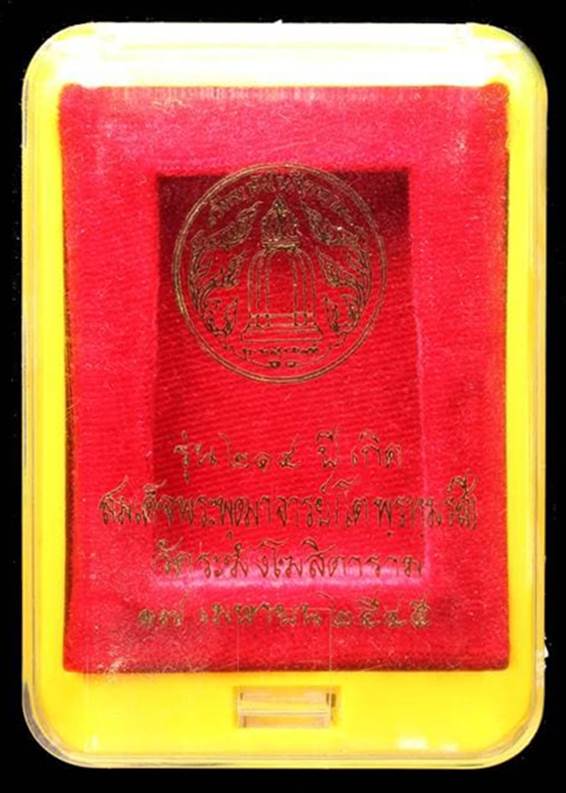 รุ่น ๒๑๔ ปี เกิด
สมเด็จพระพุฒาจารย์โต พรหมรังสี
วัดระฆังโฆสิตาราม
๑๗ เมษายน ๒๕๔๕